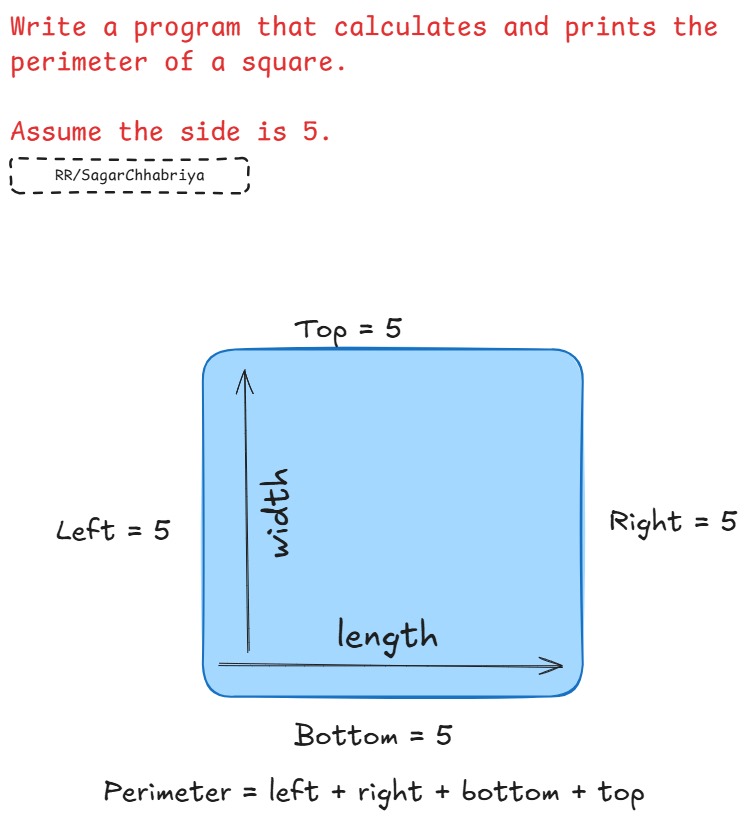 Write a program that calculates and prints the
perimeter of a square.
Assume the side is 5.
RR/SagarChhabriya
Top = 5
Left = 5
width
Right = 5
length
Bottom = 5
Perimeter = left + right + bottom + top